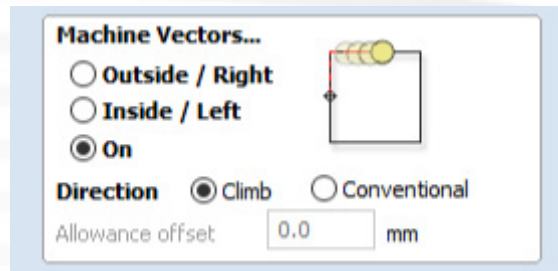 Machine Vectors...
Outside / Right
Inside / Left
On
Direction Climb Conventional
Allowance offset 0.0 mm